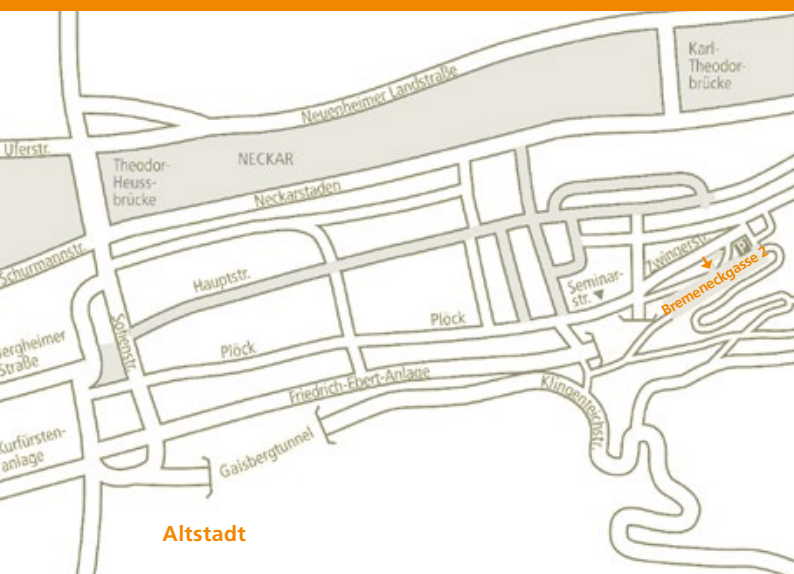 Karl-
Theodor-
brücke
Neuenheimer Landstraße
Uferstr.
NECKAR
Theodor-
Heuss-
brücke
Neckarstaden
Schurmannstr.
Hauptstr.
Zwingerstr.
P
Bremeneckgasse 2
Seminar-
str.
Sofienstr.
Plöck
Plöck
Bergheimer
Straße
Friedrich-Ebert-Anlage
Klingenteichstr.
Kurfürsten-
anlage
Gaisbergtunnel
Altstadt